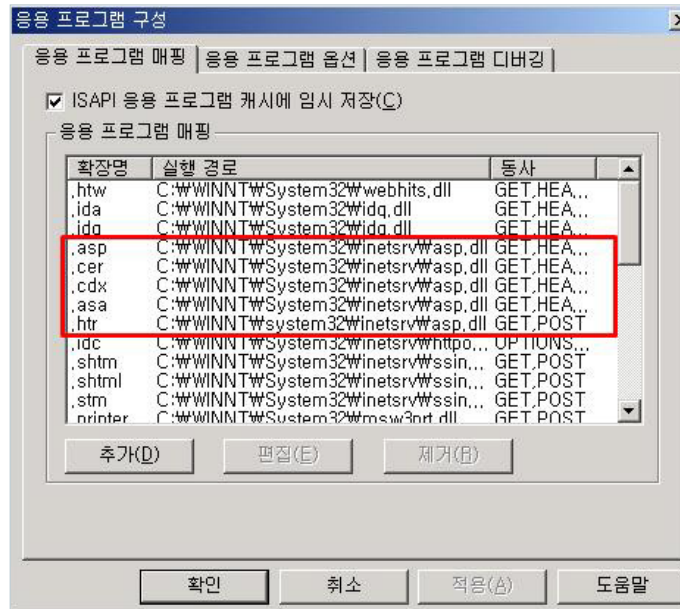 응용 프로그램 구성
응용 프로그램 매핑 응용 프로그램 옵션 응용 프로그램 디버깅
ISAPI 응용 프로그램 캐시에 임시 저장(C)
응용 프로그램 매핑
확장명 실행 경로 동사
.htw C:₩WINNT₩System32₩webhits.dll GET,HEA...
.ida C:₩WINNT₩System32₩idq.dll GET,HEA...
.idq C:₩WINNT₩System32₩idq.dll GET,HEA...
.asp C:₩WINNT₩System32₩inetsrv₩asp.dll GET,HEA...
.cer C:₩WINNT₩System32₩inetsrv₩asp.dll GET,HEA...
.cdx C:₩WINNT₩System32₩inetsrv₩asp.dll GET,HEA...
.asa C:₩WINNT₩System32₩inetsrv₩asp.dll GET,HEA...
.htr C:₩WINNT₩system32₩inetsrv₩asp.dll GET,POST
.idc C:₩WINNT₩System32₩inetsrv₩httpo... OPTIONS...
.shtm C:₩WINNT₩System32₩inetsrv₩ssin... GET,POST
.shtml C:₩WINNT₩System32₩inetsrv₩ssin... GET,POST
.stm C:₩WINNT₩System32₩inetsrv₩ssin... GET,POST
.printer C:₩WINNT₩System32₩msw3prt.dll GET,POST
추가(D) 편집(E) 제거(R)
확인 취소 적용(A) 도움말